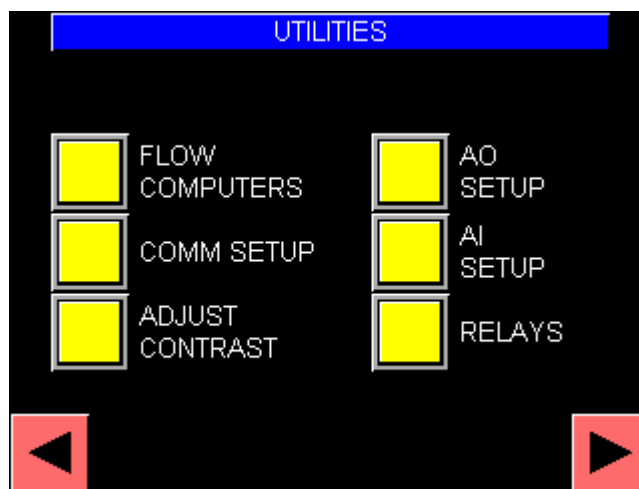 UTILITIES
FLOW
COMPUTERS
COMM SETUP
ADJUST
CONTRAST
AO
SETUP
AI
SETUP
RELAYS